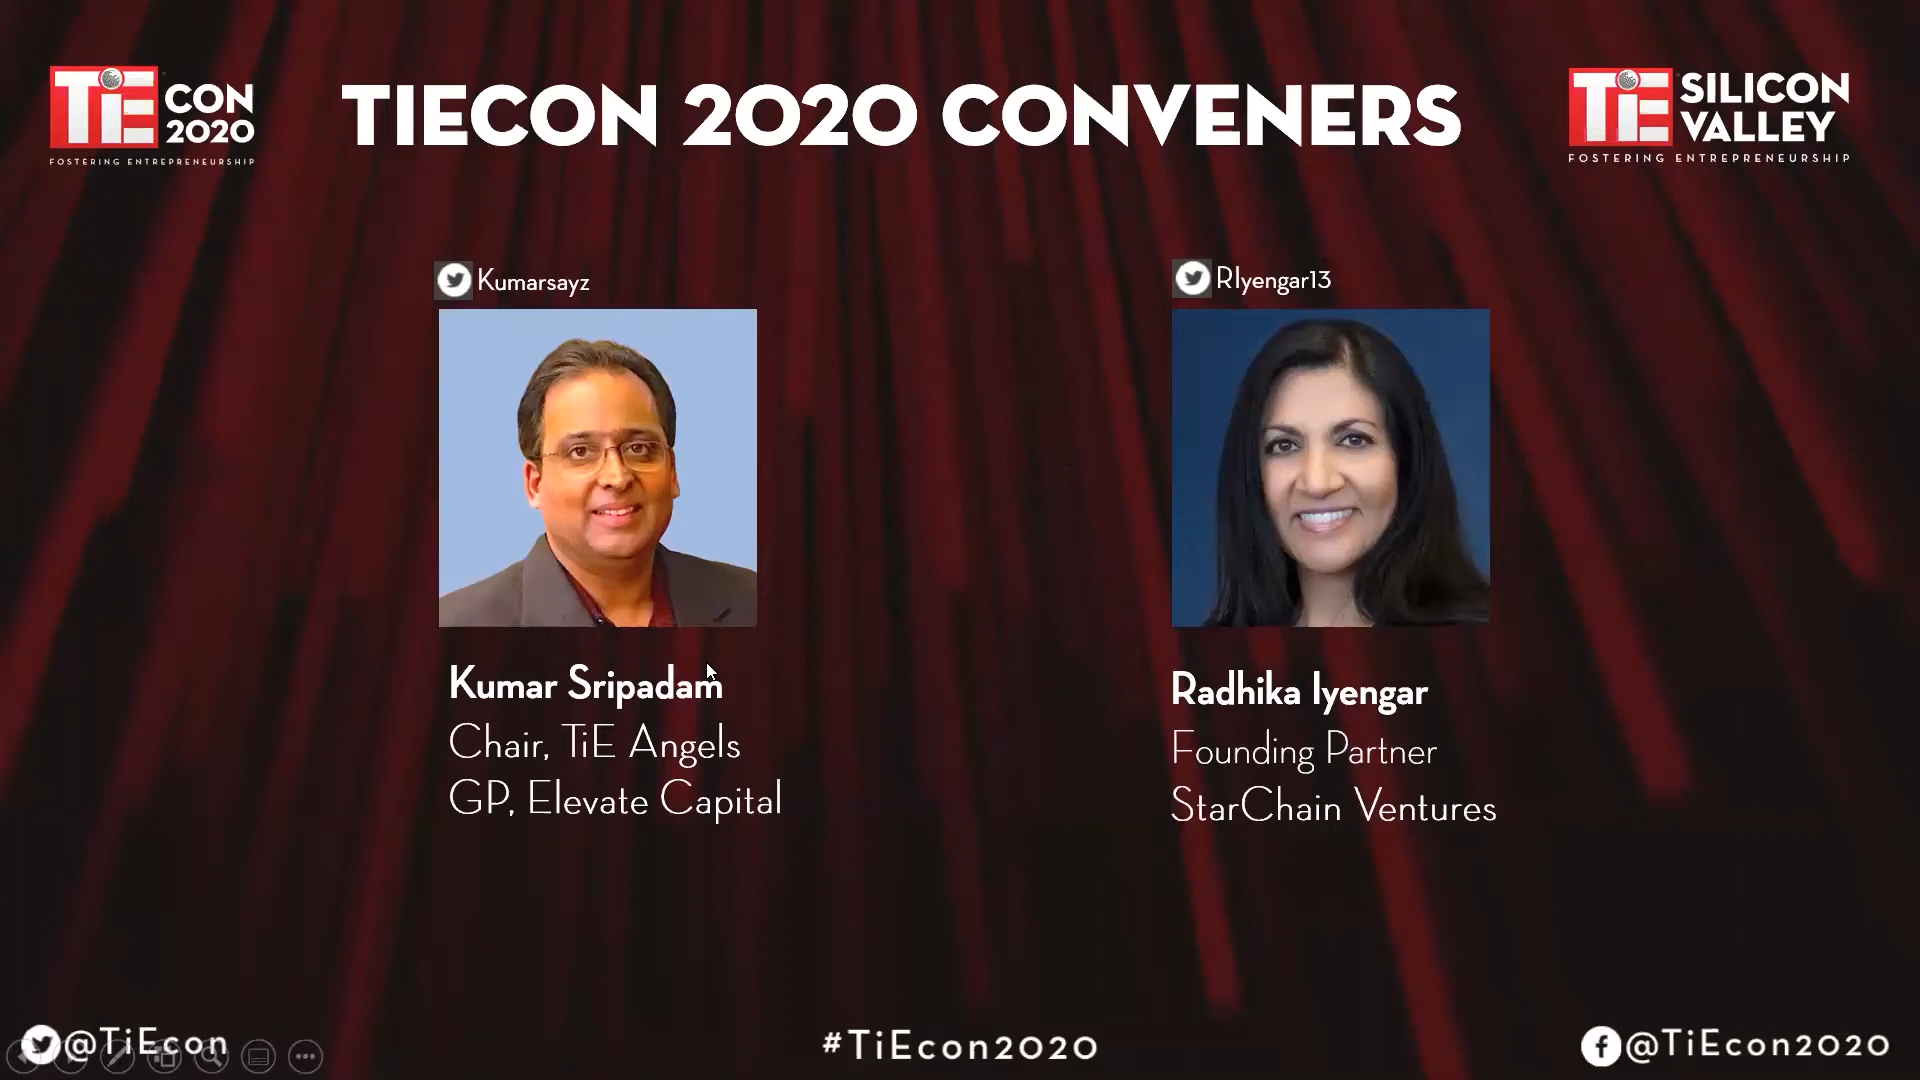 TiE CON 2020
FOSTERING ENTREPRENEURSHIP
TIECON 2020 CONVENERS
TiE SILICON VALLEY
FOSTERING ENTREPRENEURSHIP
Kumarsayz
RIyengar13
Kumar Sripadam
Chair, TiE Angels
GP, Elevate Capital
Radhika Iyengar
Founding Partner
StarChain Ventures
@TiEcon
#TiEcon2020
@TiEcon2020